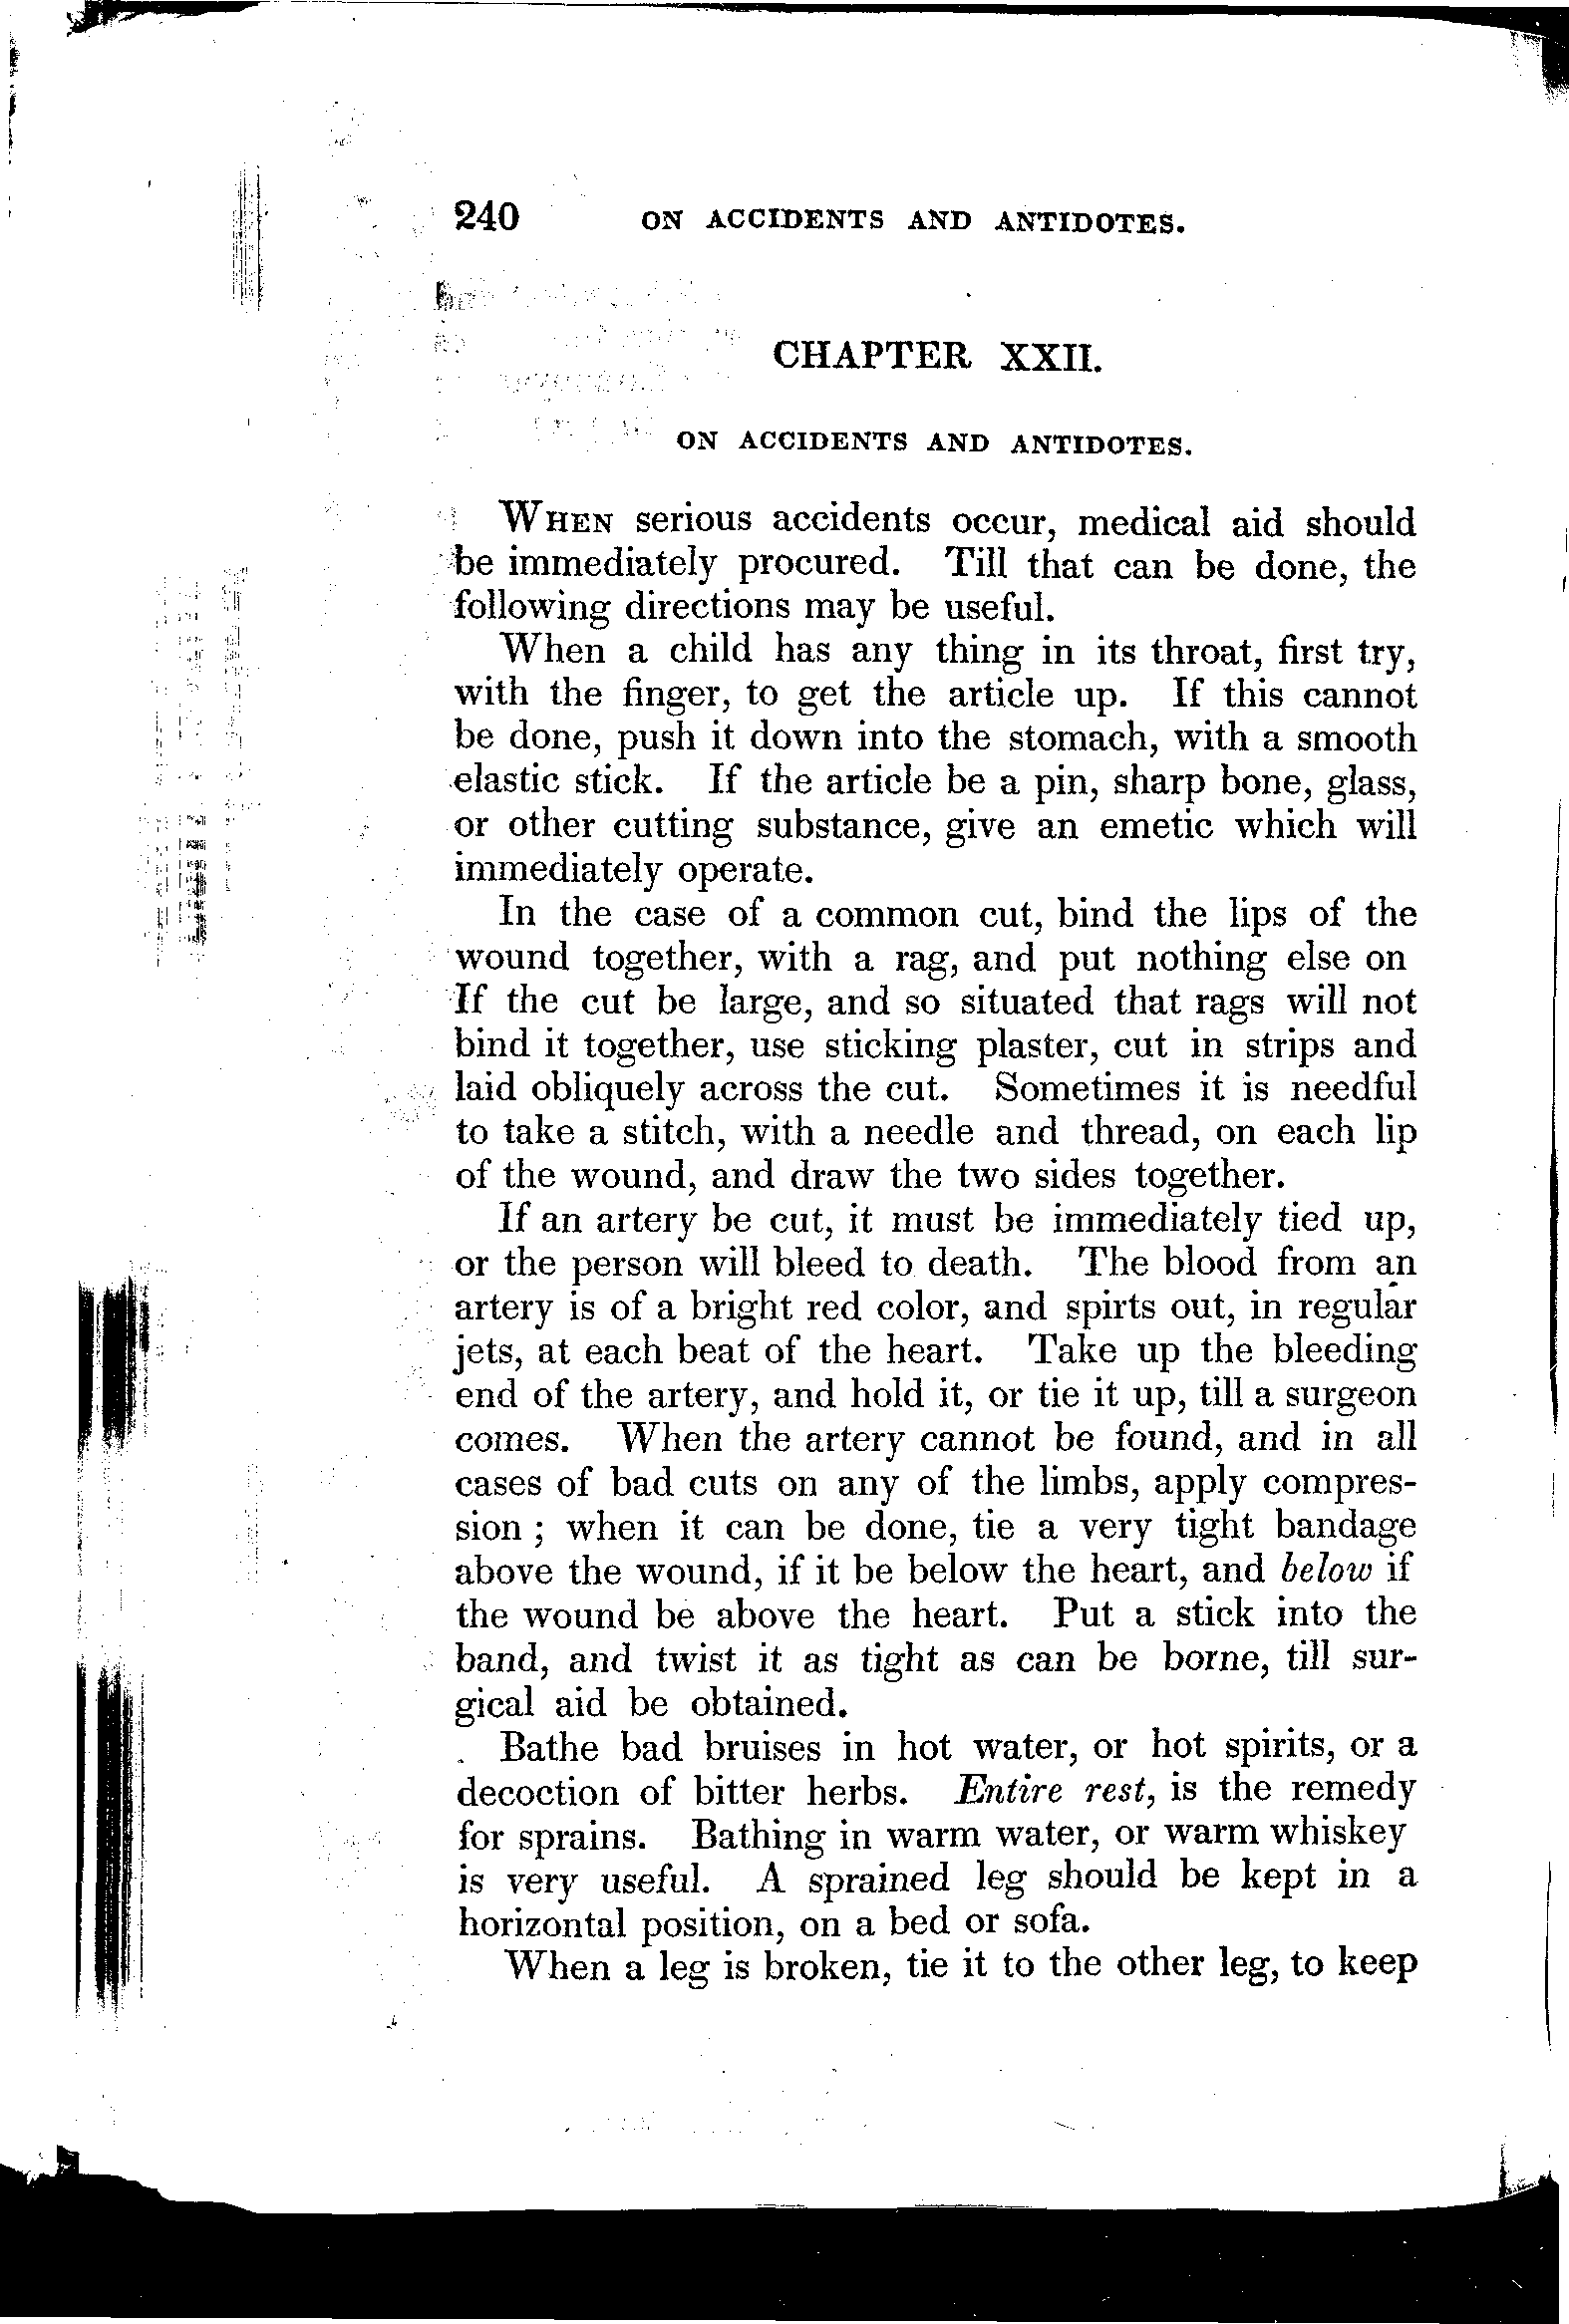 240 ON ACCIDENTS AND ANTIDOTES.
CHAPTER XXII.
ON ACCIDENTS AND ANTIDOTES.
WHEN serious accidents occur, medical aid should
be immediately procured. Till that can be done, the
following directions may be useful.
When a child has any thing in its throat, first try,
with the finger, to get the article up. If this cannot
be done, push it down into the stomach, with a smooth
elastic stick. If the article be a pin, sharp bone, glass,
or other cutting substance, give an emetic which will
immediately operate.
In the case of a common cut, bind the lips of the
wound together, with a rag, and put nothing else on
If the cut be large, and so situated that rags will not
bind it together, use sticking plaster, cut in strips and
laid obliquely across the cut. Sometimes it is needful
to take a stitch, with a needle and thread, on each lip
of the wound, and draw the two sides together.
If an artery be cut, it must be immediately tied up,
or the person will bleed to death. The blood from an
artery is of a bright red color, and spirts out, in regular
jets, at each beat of the heart. Take up the bleeding
end of the artery, and hold it, or tie it up, till a surgeon
comes. When the artery cannot be found, and in all
cases of bad cuts on any of the limbs, apply compres-
sion ; when it can be done, tie a very tight bandage
above the wound, if it be below the heart, and below if
the wound be above the heart. Put a stick into the
band, and twist it as tight as can be borne, till sur-
gical aid be obtained.
Bathe bad bruises in hot water, or hot spirits, or a
decoction of bitter herbs. Entire rest, is the remedy
for sprains. Bathing in warm water, or warm whiskey
is very useful. A sprained leg should be kept in a
horizontal position, on a bed or sofa.
When a leg is broken, tie it to the other leg, to keep